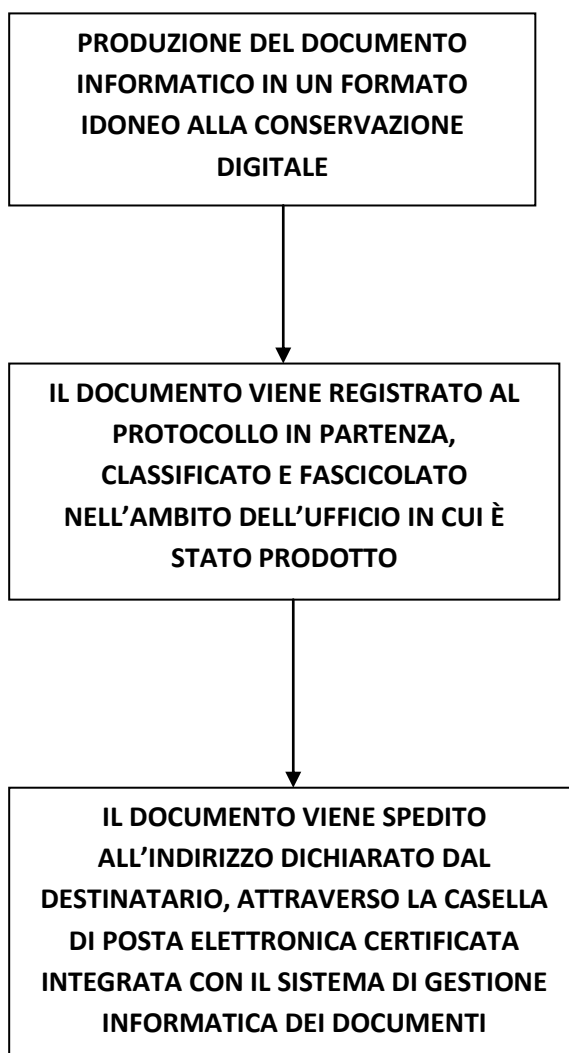 PRODUZIONE DEL DOCUMENTO
INFORMATICO IN UN FORMATO
IDONEO ALLA CONSERVAZIONE
DIGITALE
IL DOCUMENTO VIENE REGISTRATO AL
PROTOCOLLO IN PARTENZA,
CLASSIFICATO E FASCICOLATO
NELL’AMBITO DELL’UFFICIO IN CUI È
STATO PRODOTTO
IL DOCUMENTO VIENE SPEDITO
ALL’INDIRIZZO DICHIARATO DAL
DESTINATARIO, ATTRAVERSO LA CASELLA
DI POSTA ELETTRONICA CERTIFICATA
INTEGRATA CON IL SISTEMA DI GESTIONE
INFORMATICA DEI DOCUMENTI